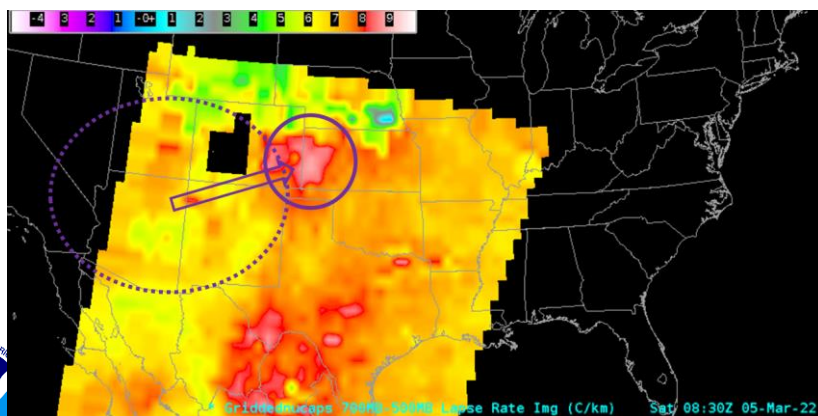 -4 3 2 1 -0+ 1 2 3 4 5 6 7 8 9
* Griddednucaps 700MB-500MB Lapse Rate Img (C/km) Sat 08:30Z 05-Mar-22